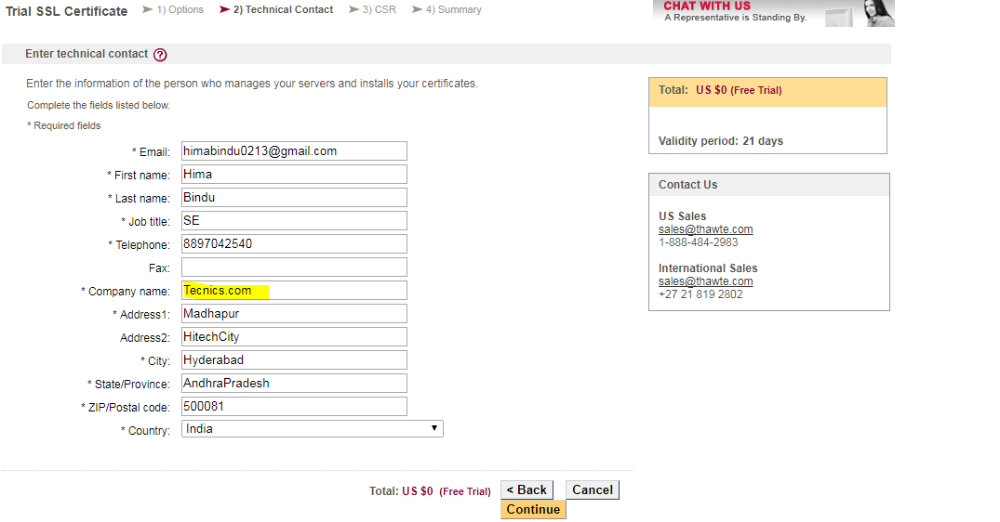 Trial SSL Certificate 1) Options 2) Technical Contact 3) CSR 4) Summary
CHAT WITH US
A Representative is Standing By.
Enter technical contact ?
Enter the information of the person who manages your servers and installs your certificates.
Complete the fields listed below.
* Required fields
* Email: himabindu0213@gmail.com
* First name: Hima
* Last name: Bindu
* Job title: SE
* Telephone: 8897042540
Fax:
* Company name: Tecnics.com
* Address1: Madhapur
Address2: HitechCity
* City: Hyderabad
* State/Province: AndhraPradesh
* ZIP/Postal code: 500081
* Country: India
Total: US $0 (Free Trial)
< Back
Cancel
Continue
Total: US $0 (Free Trial)
Validity period: 21 days
Contact Us
US Sales
sales@thawte.com
1-888-484-2983
International Sales
sales@thawte.com
+27 21 819 2802